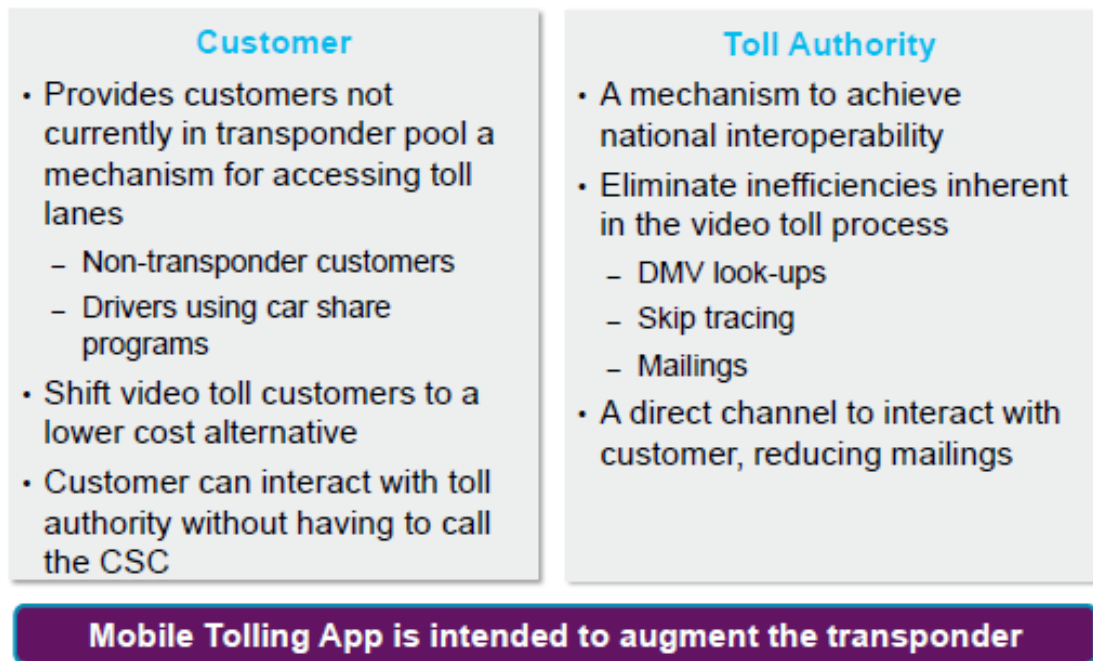 Customer
• Provides customers not
currently in transponder pool a
mechanism for accessing toll
lanes
– Non-transponder customers
– Drivers using car share
programs
• Shift video toll customers to a
lower cost alternative
• Customer can interact with toll
authority without having to call
the CSC
Toll Authority
• A mechanism to achieve
national interoperability
• Eliminate inefficiencies inherent
in the video toll process
– DMV look-ups
– Skip tracing
– Mailings
• A direct channel to interact with
customer, reducing mailings
Mobile Tolling App is intended to augment the transponder